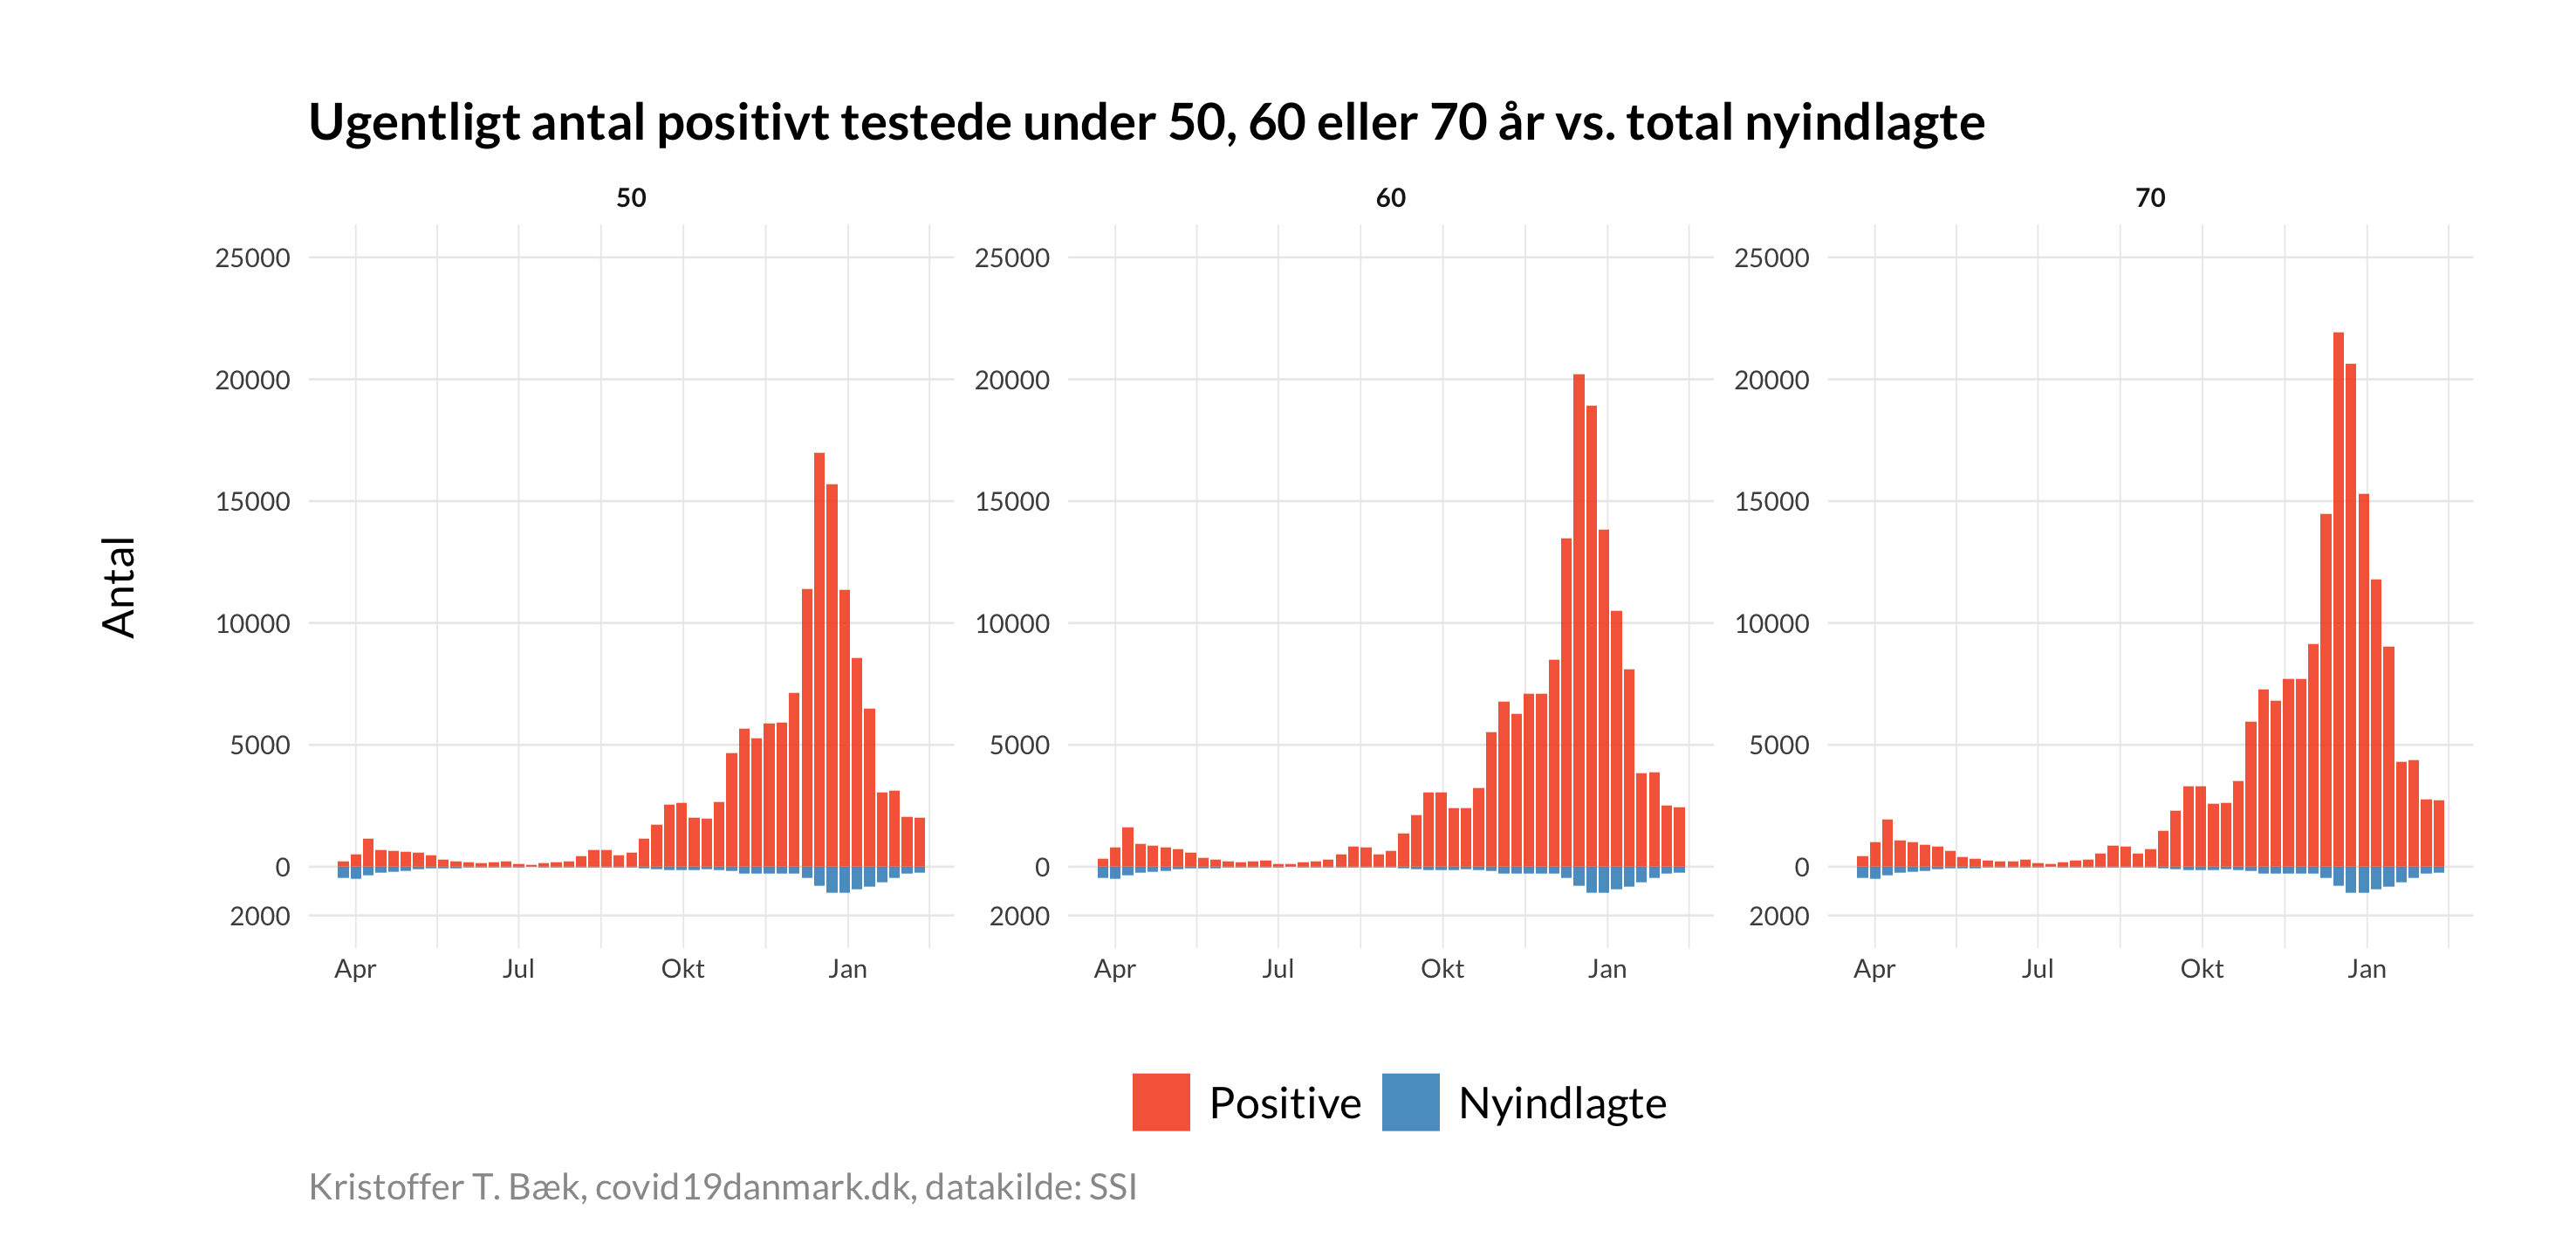 Ugentligt antal positivt testede under 50, 60 eller 70 år vs. total nyindlagte
50 60 70
25000 25000 25000
20000 20000 20000
15000 15000 15000
10000 10000 10000
5000 5000 5000
0 0 0
2000 2000 2000
Antal
Apr Jul Okt Jan Apr Jul Okt Jan Apr Jul Okt Jan
Positive Nyindlagte
Kristoffer T. Bæk, covid19danmark.dk, datakilde: SSI